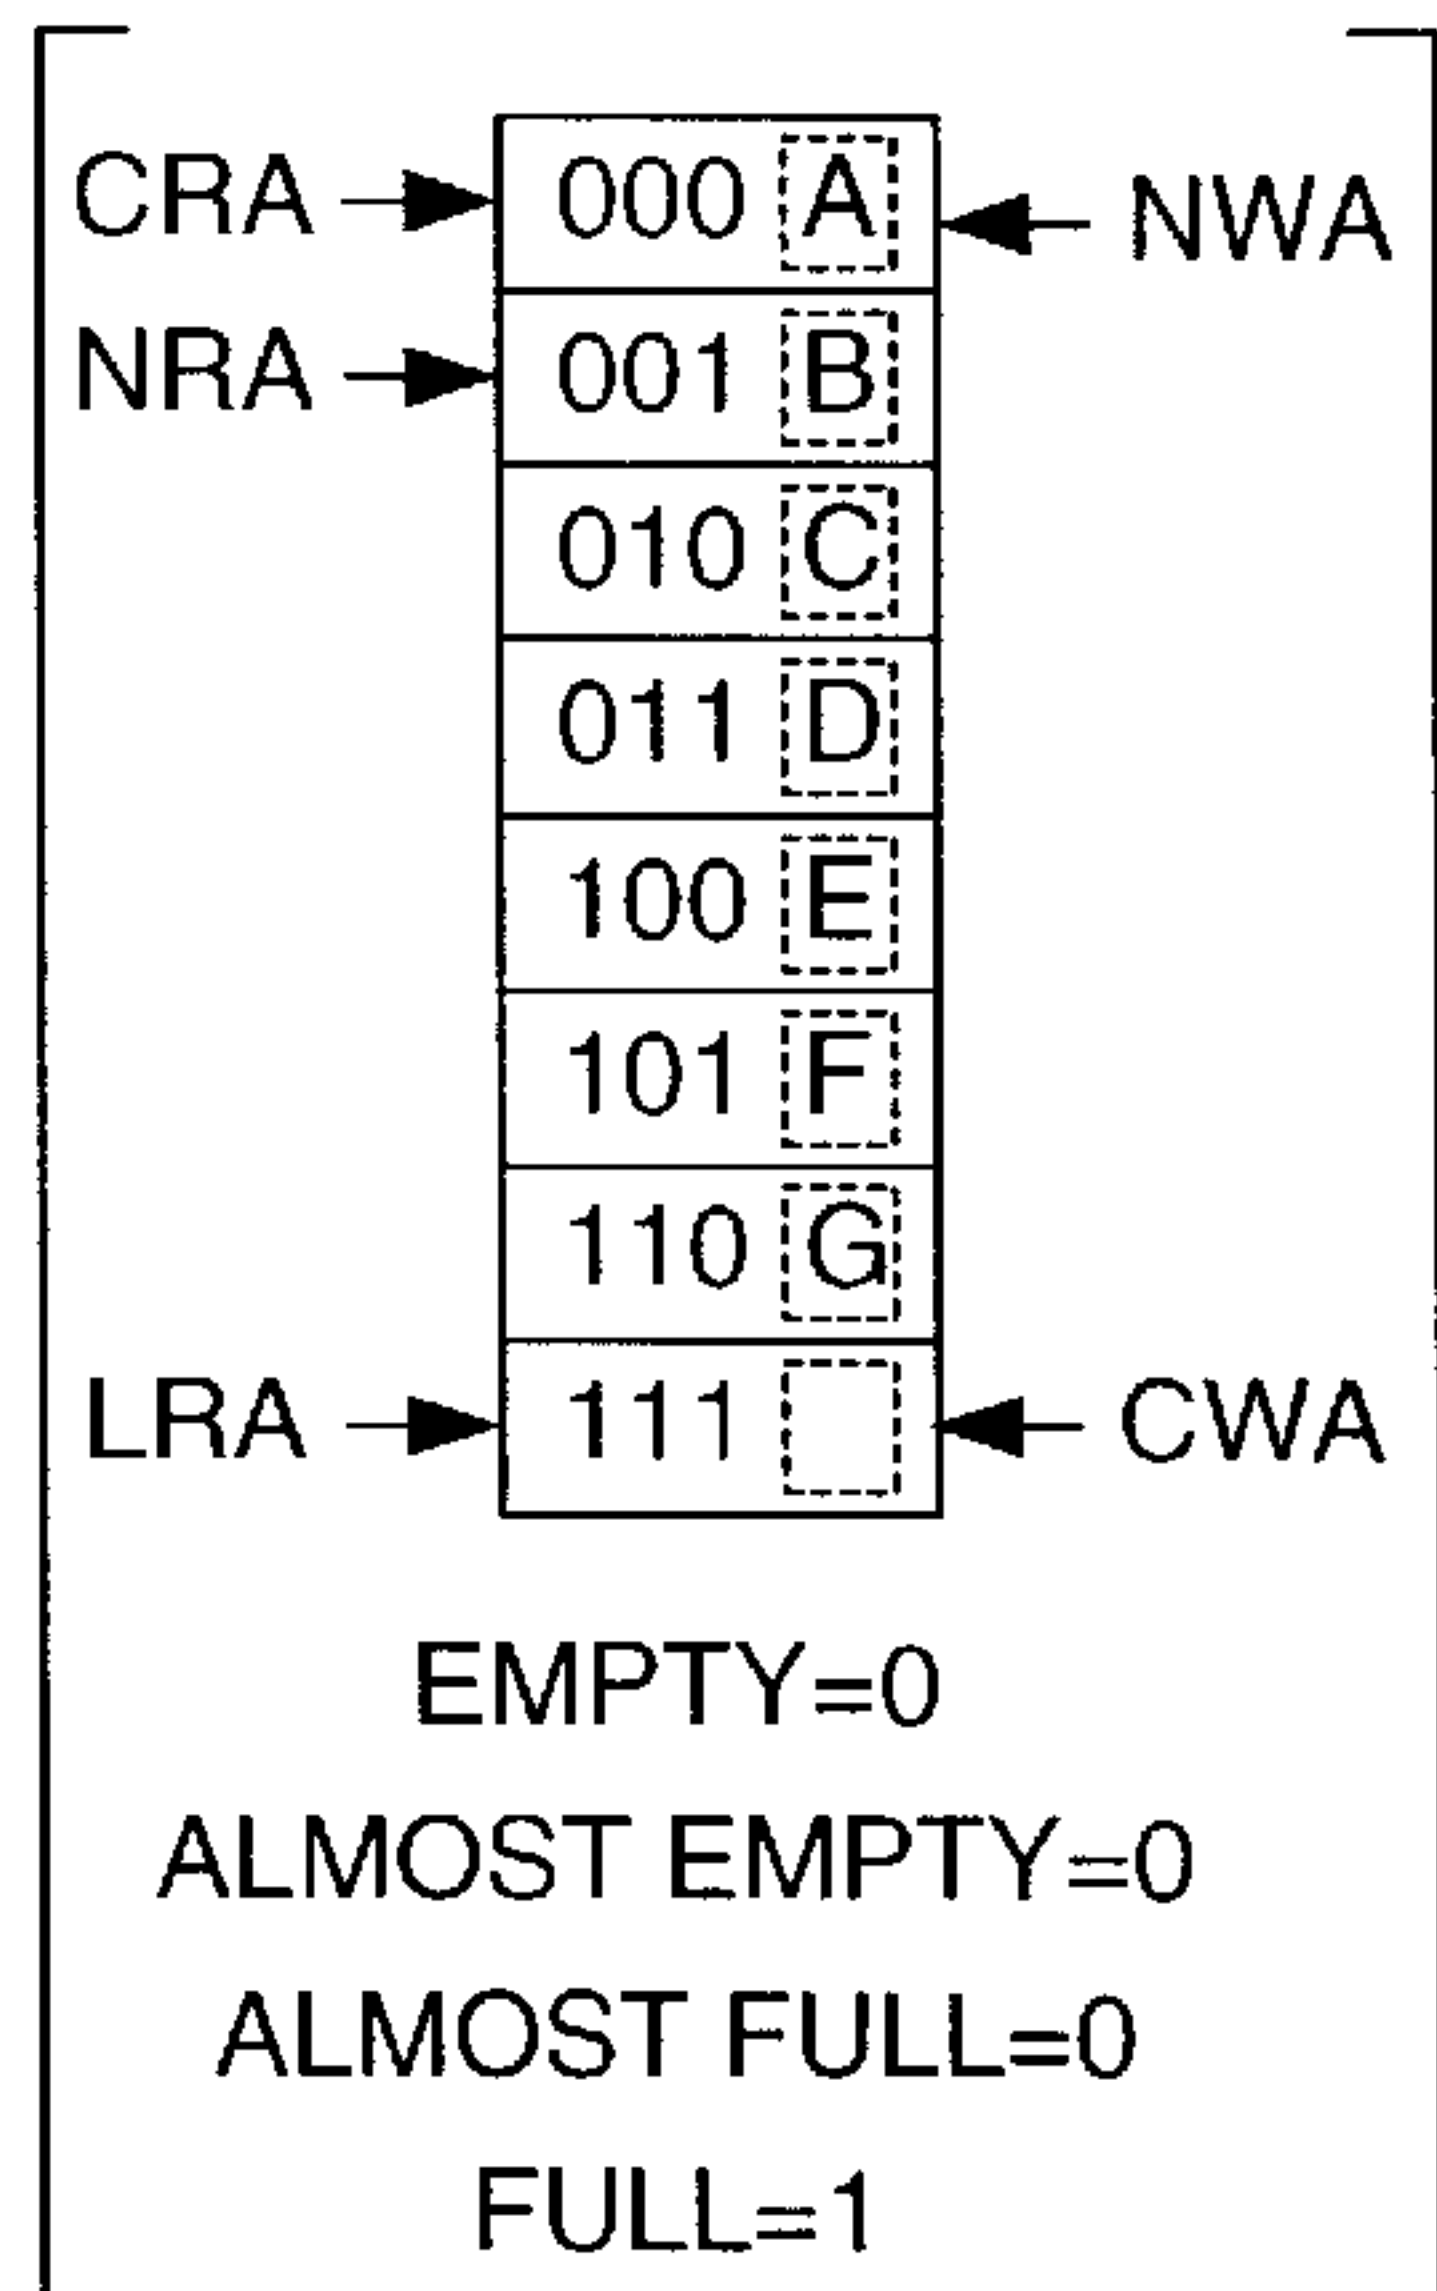 CRA 000 A NWA
NRA 001 B
010 C
011 D
100 E
101 F
110 G
LRA 111 CWA
EMPTY=0
ALMOST EMPTY=0
ALMOST FULL=0
FULL=1